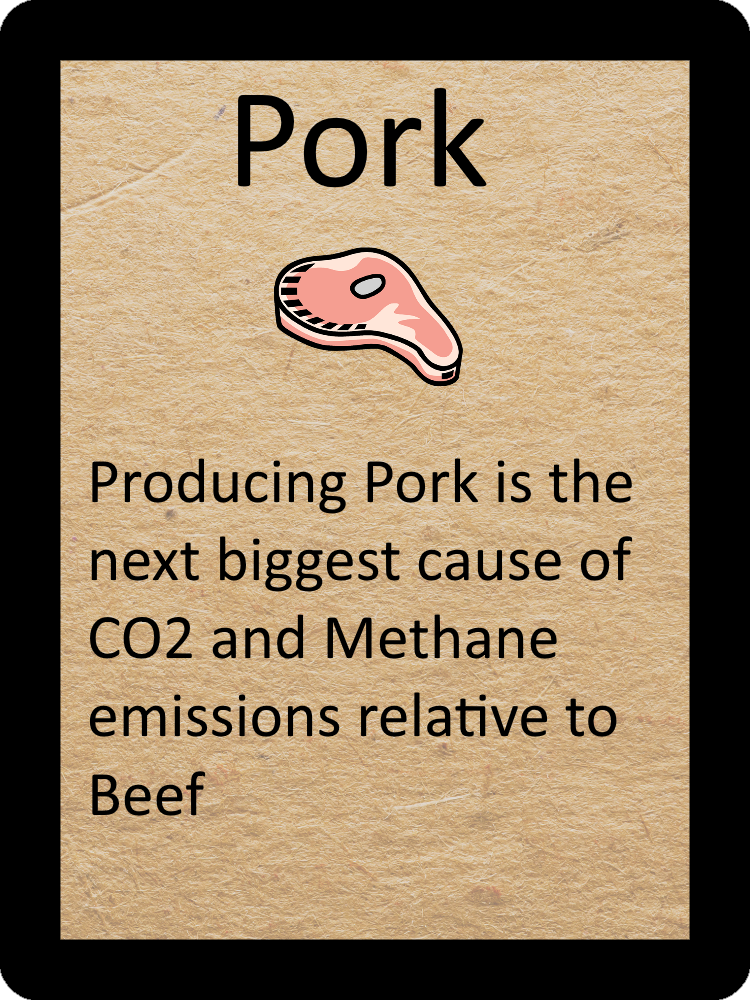 Pork
Producing Pork is the
next biggest cause of
CO2 and Methane
emissions relative to
Beef